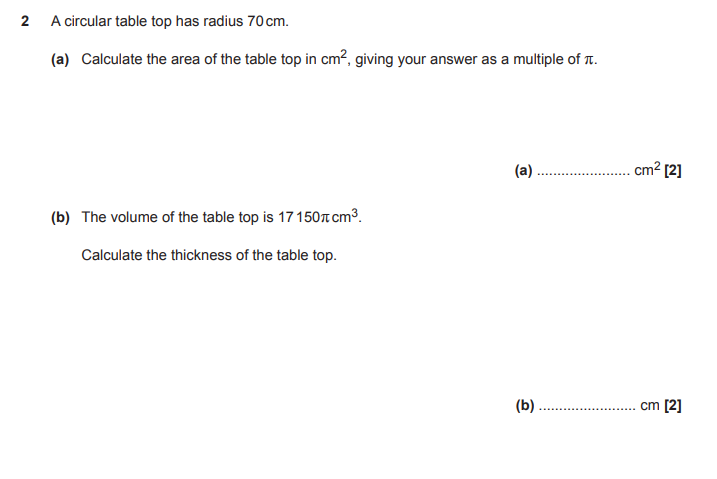 2 A circular table top has radius 70 cm.
(a) Calculate the area of the table top in cm², giving your answer as a multiple of π.
(a) ....................... cm² [2]
(b) The volume of the table top is 17 150π cm³.
Calculate the thickness of the table top.
(b) ........................ cm [2]